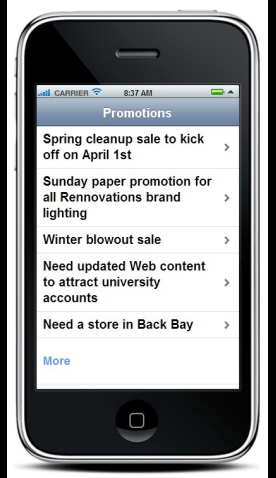 CARRIER 8:37 AM
Promotions
Spring cleanup sale to kick
off on April 1st
Sunday paper promotion for
all Rennovations brand
lighting
Winter blowout sale
Need updated Web content
to attract university
accounts
Need a store in Back Bay
More